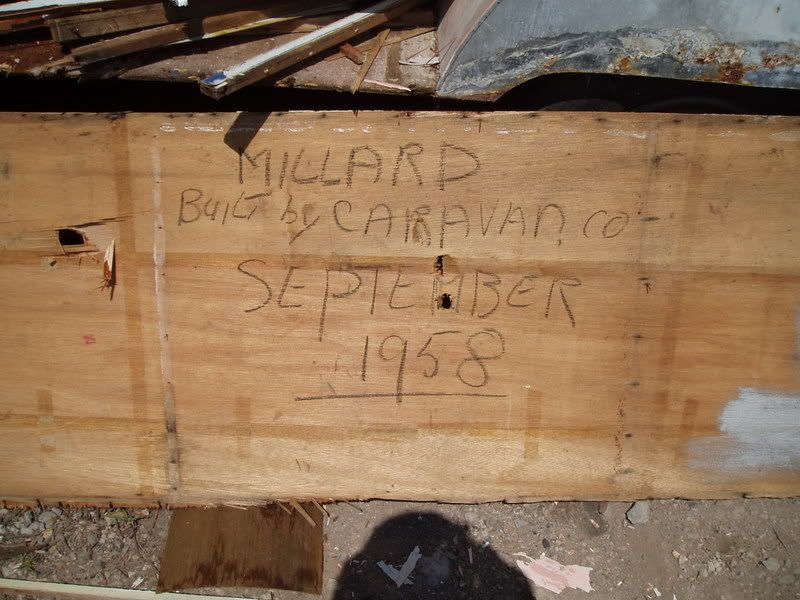 MILLARD
Built by CARAVAN CO
SEPTEMBER
1958